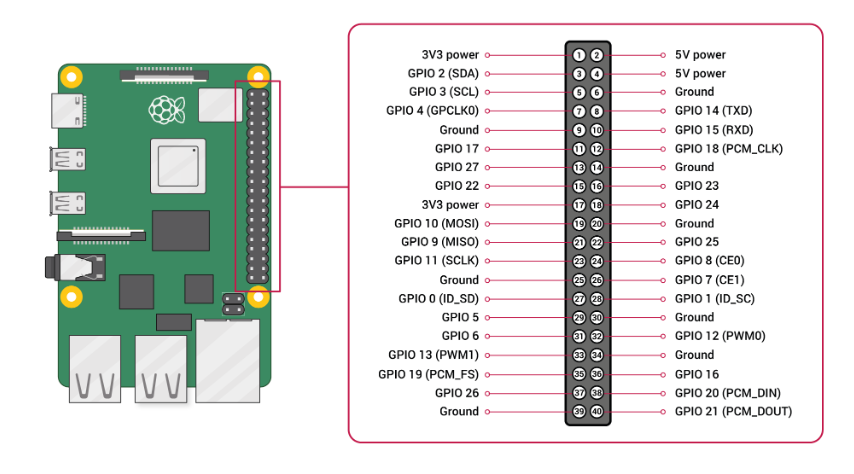 3V3 power 1 2 5V power
GPIO 2 (SDA) 3 4 5V power
GPIO 3 (SCL) 5 6 Ground
GPIO 4 (GPCLK0) 7 8 GPIO 14 (TXD)
Ground 9 10 GPIO 15 (RXD)
GPIO 17 11 12 GPIO 18 (PCM_CLK)
GPIO 27 13 14 Ground
GPIO 22 15 16 GPIO 23
3V3 power 17 18 GPIO 24
GPIO 10 (MOSI) 19 20 Ground
GPIO 9 (MISO) 21 22 GPIO 25
GPIO 11 (SCLK) 23 24 GPIO 8 (CE0)
Ground 25 26 GPIO 7 (CE1)
GPIO 0 (ID_SD) 27 28 GPIO 1 (ID_SC)
GPIO 5 29 30 Ground
GPIO 6 31 32 GPIO 12 (PWM0)
GPIO 13 (PWM1) 33 34 Ground
GPIO 19 (PCM_FS) 35 36 GPIO 16
GPIO 26 37 38 GPIO 20 (PCM_DIN)
Ground 39 40 GPIO 21 (PCM_DOUT)